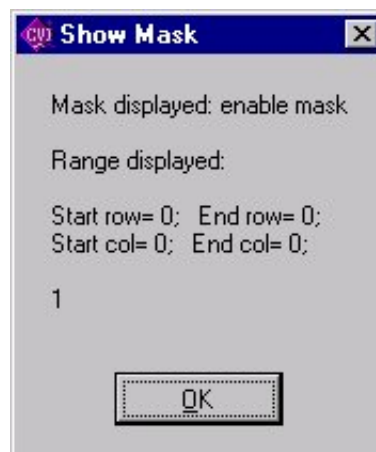 CVI Show Mask
Mask displayed: enable mask
Range displayed:
Start row= 0; End row= 0;
Start col= 0; End col= 0;
1
OK